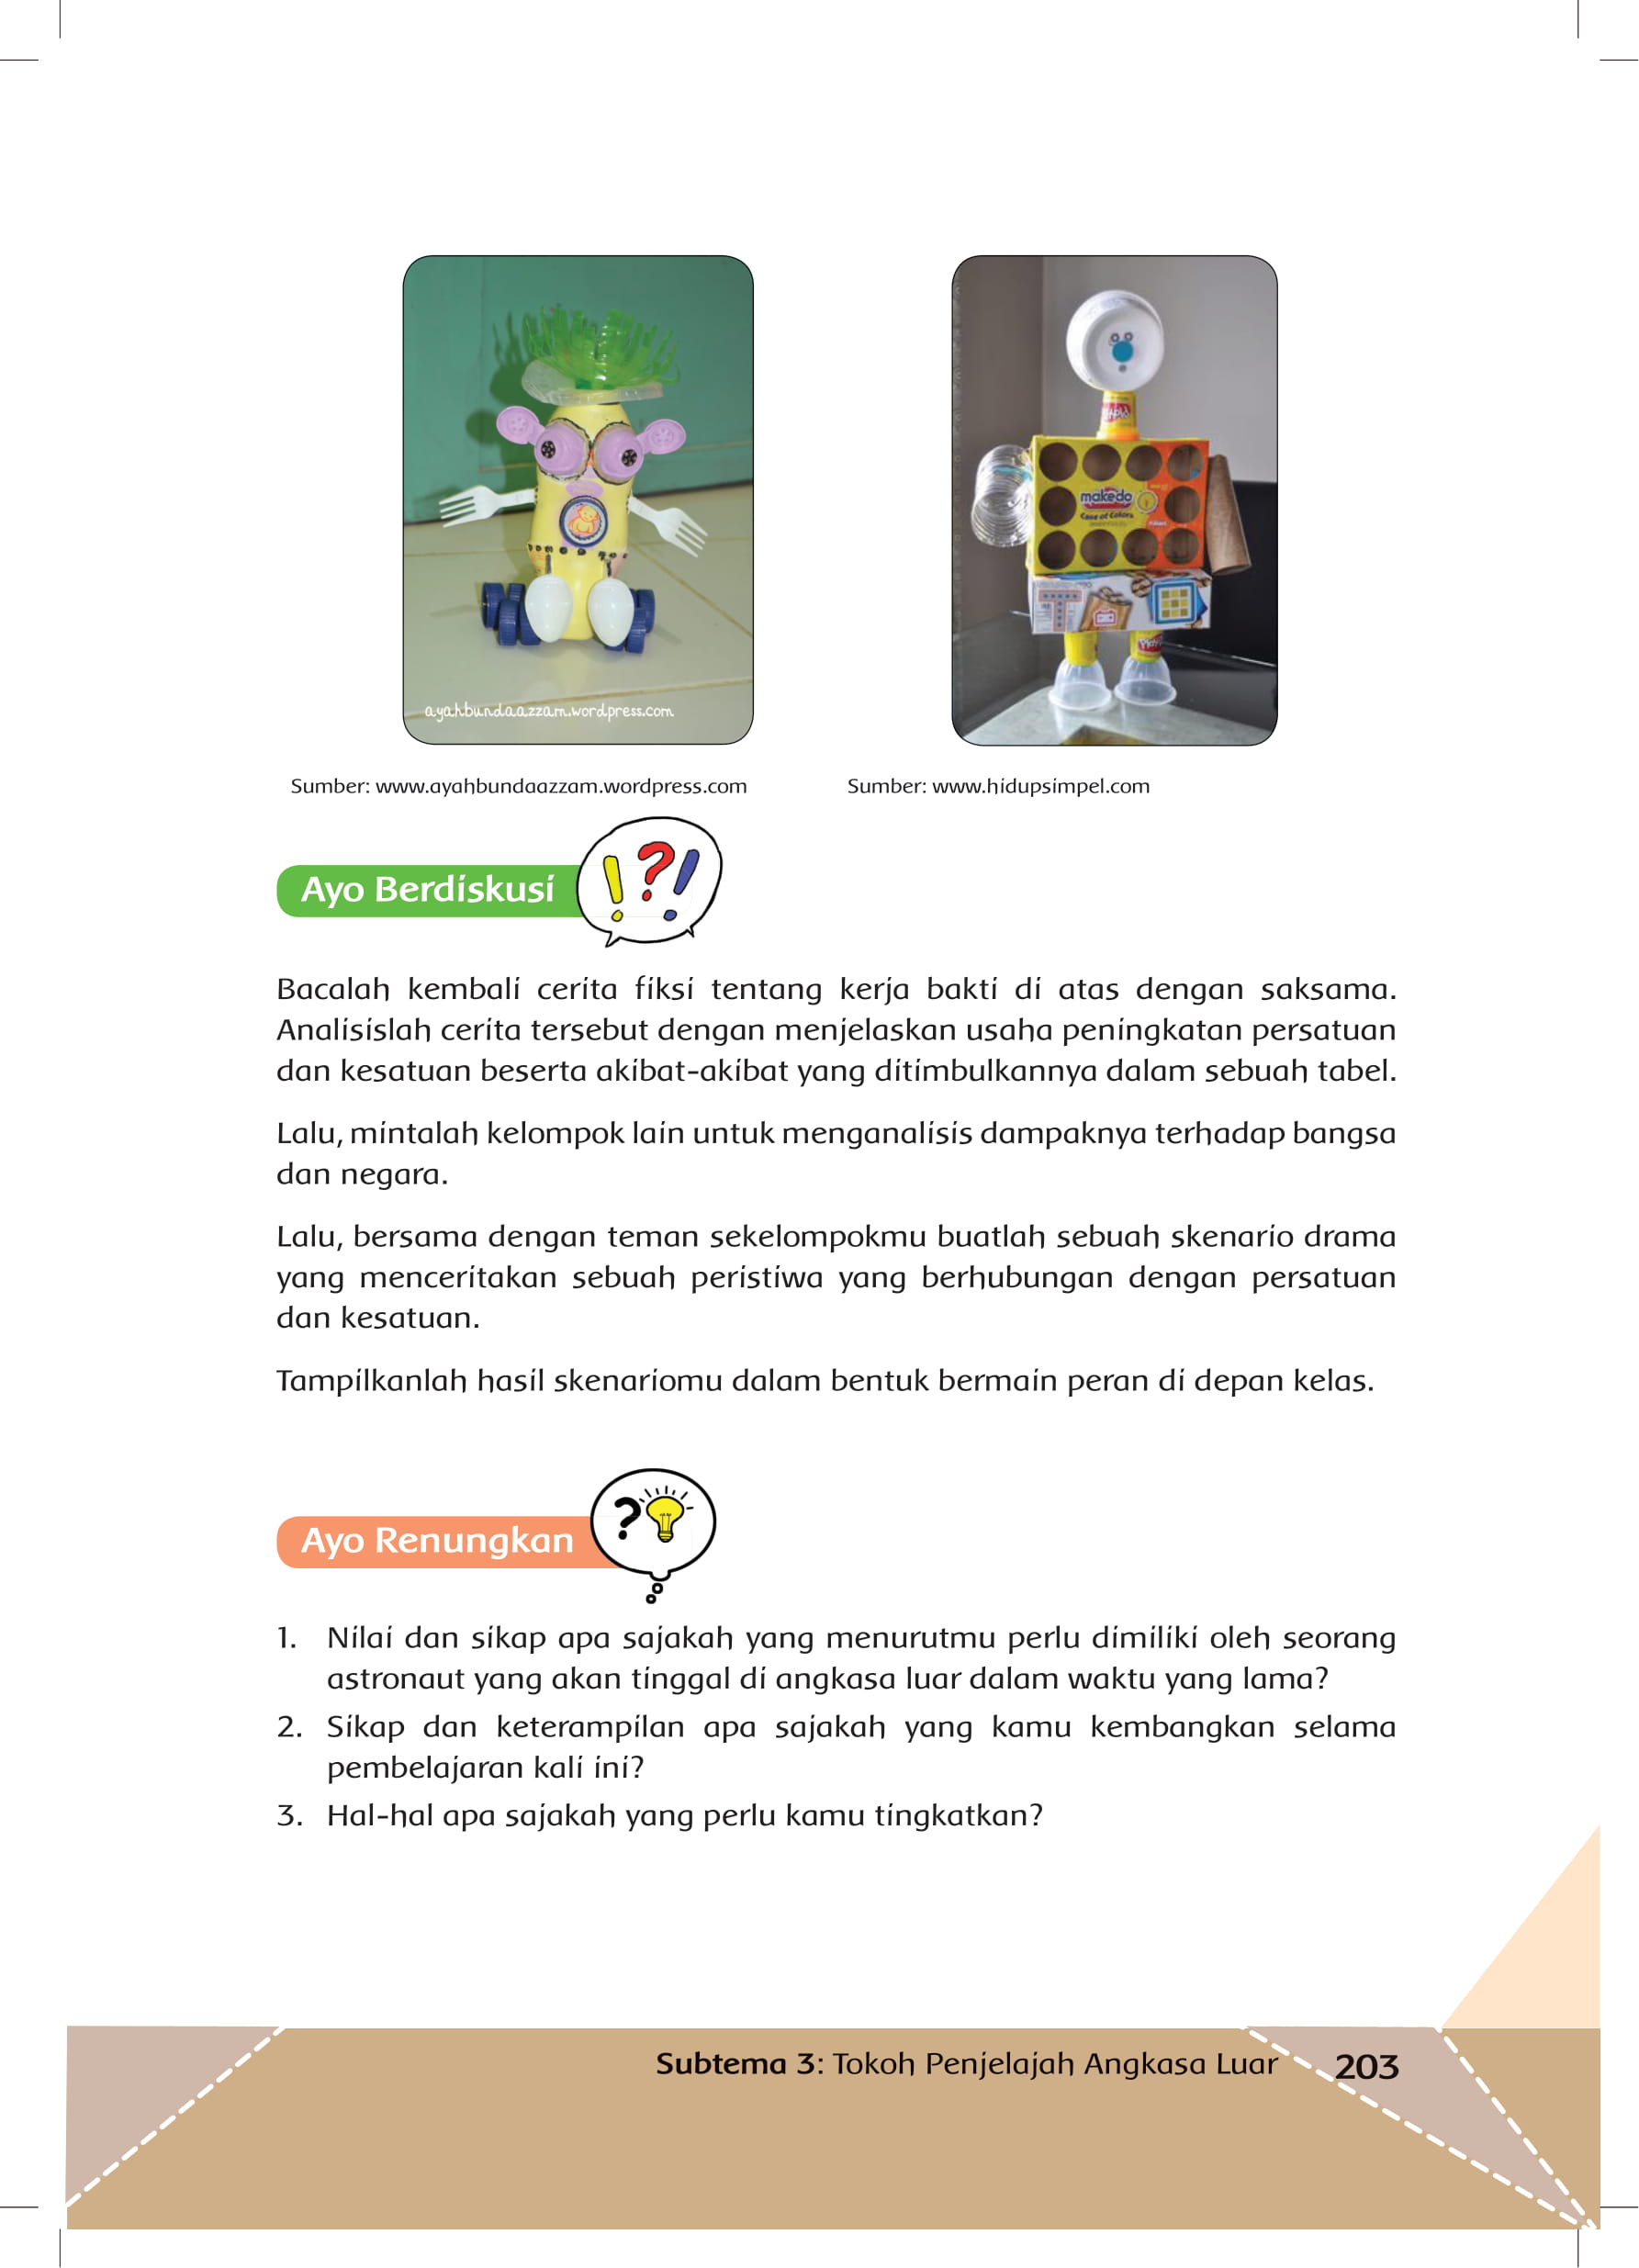 ayahbundaazzam.wordpress.com
makedo
Case of Colors
Sumber: www.ayahbundaazzam.wordpress.com
Sumber: www.hidupsimpel.com
Ayo Berdiskusi
Bacalah kembali cerita fiksi tentang kerja bakti di atas dengan saksama.
Analisislah cerita tersebut dengan menjelaskan usaha peningkatan persatuan
dan kesatuan beserta akibat-akibat yang ditimbulkannya dalam sebuah tabel.
Lalu, mintalah kelompok lain untuk menganalisis dampaknya terhadap bangsa
dan negara.
Lalu, bersama dengan teman sekelompokmu buatlah sebuah skenario drama
yang menceritakan sebuah peristiwa yang berhubungan dengan persatuan
dan kesatuan.
Tampilkanlah hasil skenariomu dalam bentuk bermain peran di depan kelas.
Ayo Renungkan
1. Nilai dan sikap apa sajakah yang menurutmu perlu dimiliki oleh seorang
astronaut yang akan tinggal di angkasa luar dalam waktu yang lama?
2. Sikap dan keterampilan apa sajakah yang kamu kembangkan selama
pembelajaran kali ini?
3. Hal-hal apa sajakah yang perlu kamu tingkatkan?
Subtema 3: Tokoh Penjelajah Angkasa Luar
203